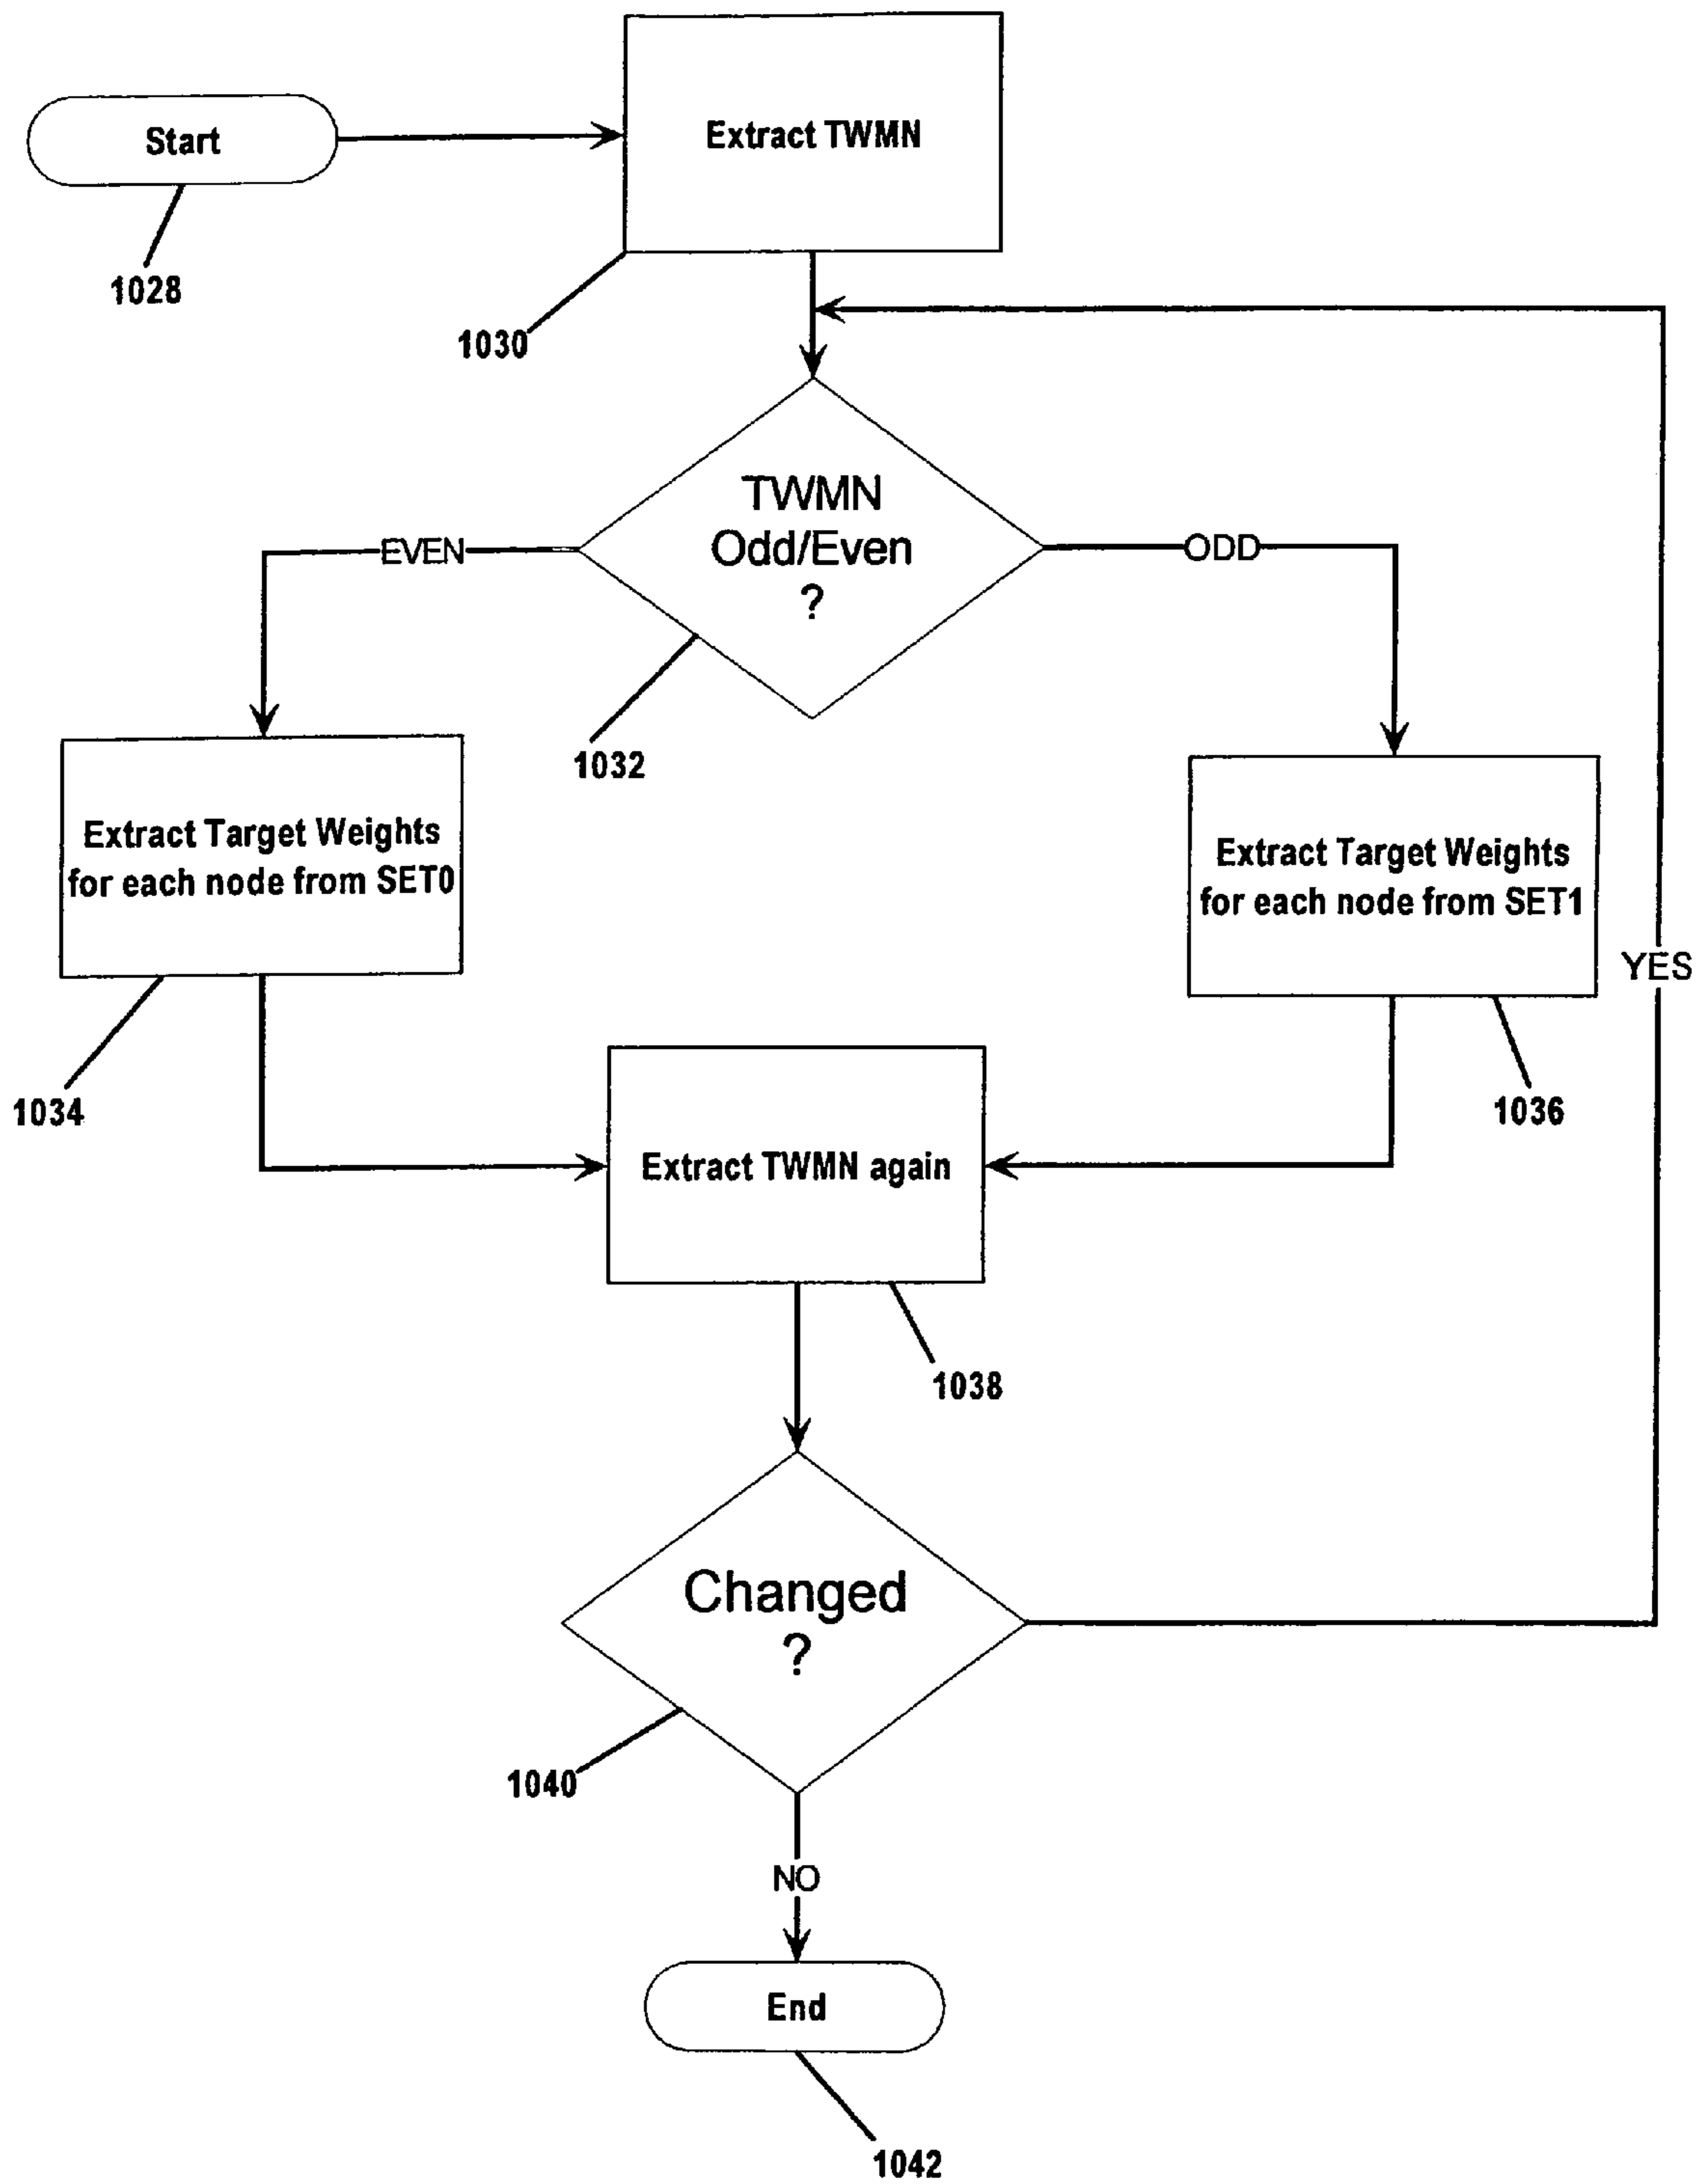 Start
Extract TWMN
1028
1030
TWMN
Odd/Even
?
EVEN
ODD
1032
Extract Target Weights
for each node from SET0
Extract Target Weights
for each node from SET1
YES
1034
1036
Extract TWMN again
1038
Changed
?
1040
NO
End
1042